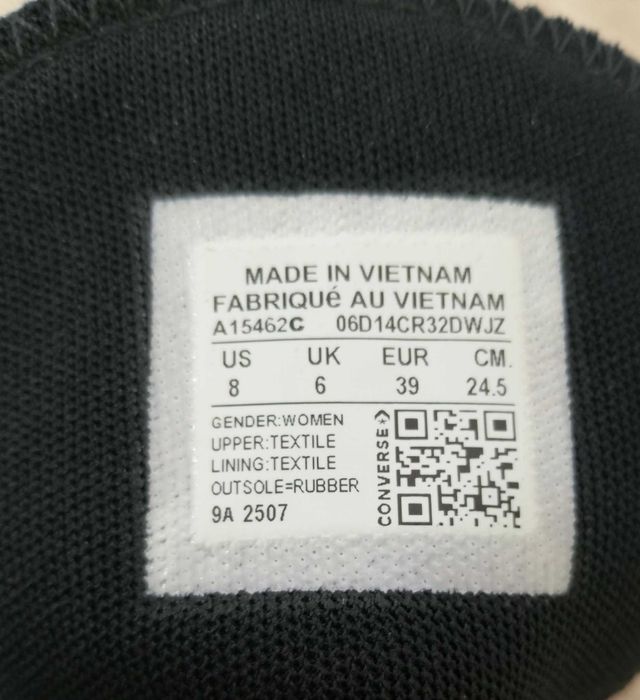 MADE IN VIETNAM
FABRIQUé AU VIETNAM
A15462C 06D14CR32DWJZ
US UK EUR CM.
8 6 39 24.5
GENDER:WOMEN
UPPER:TEXTILE
LINING:TEXTILE
OUTSOLE=RUBBER
9A 2507
CONVERSE